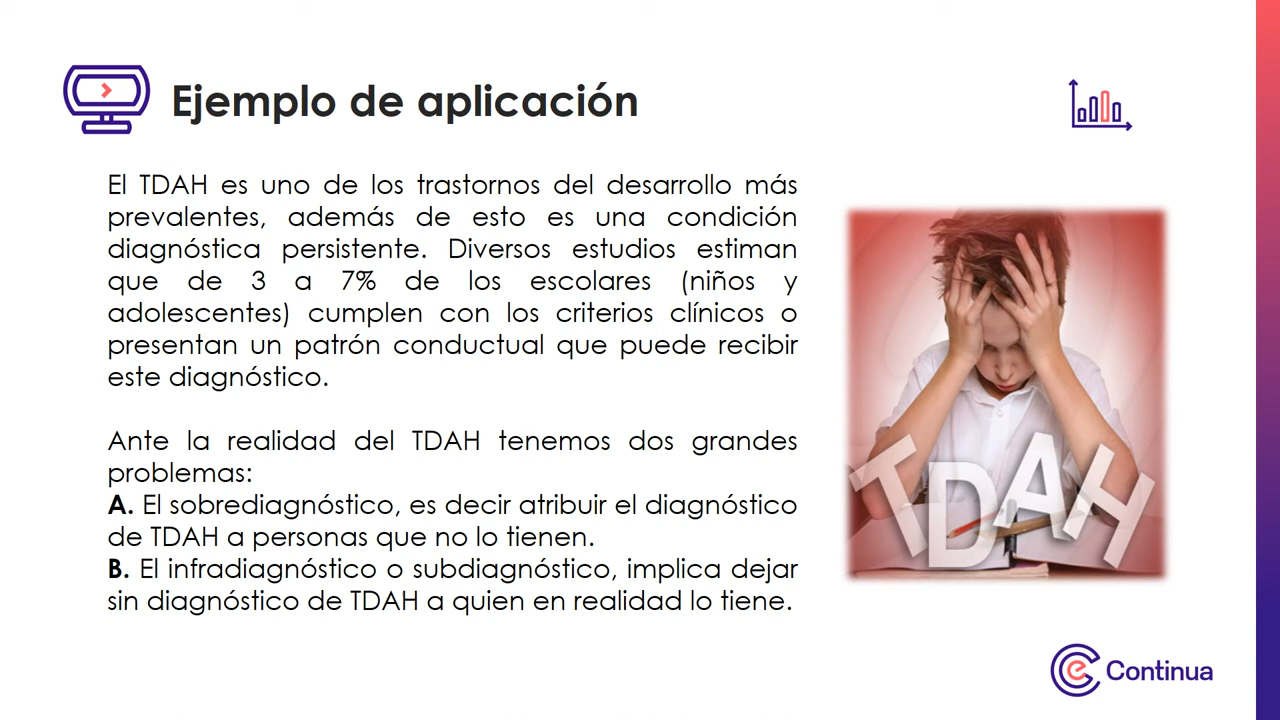 Ejemplo de aplicación
El TDAH es uno de los trastornos del desarrollo más
prevalentes, además de esto es una condición
diagnóstica persistente. Diversos estudios estiman
que de 3 a 7% de los escolares (niños y
adolescentes) cumplen con los criterios clínicos o
presentan un patrón conductual que puede recibir
este diagnóstico.
Ante la realidad del TDAH tenemos dos grandes
problemas:
A. El sobrediagnóstico, es decir atribuir el diagnóstico
de TDAH a personas que no lo tienen.
B. El infradiagnóstico o subdiagnóstico, implica dejar
sin diagnóstico de TDAH a quien en realidad lo tiene.
TDAH
Continua